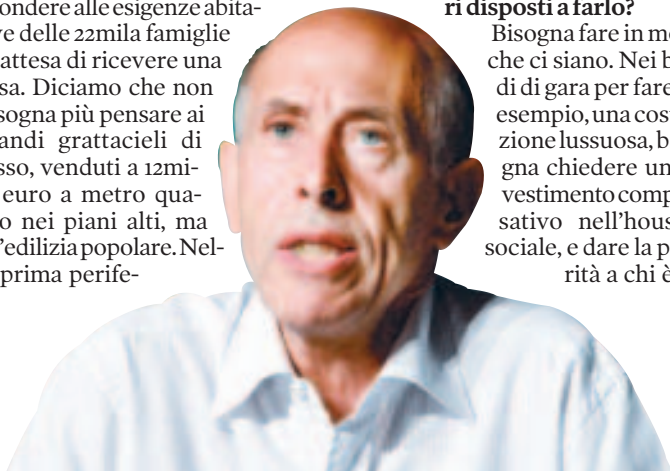 ondere alle esigenze abita-
ve delle 22mila famiglie
attesa di ricevere una
sa. Diciamo che non
sogna più pensare ai
andi grattacieli di
sso, venduti a 12mi-
euro a metro qua-
o nei piani alti, ma
l'edilizia popolare. Nel-
prima perife-
ri disposti a farlo?
Bisogna fare in mo
che ci siano. Nei b
di di gara per fare
esempio, una cos
zione lussuosa, b
gna chiedere un
vestimento comp
sativo nell'hous
sociale, e dare la p
rità a chi è